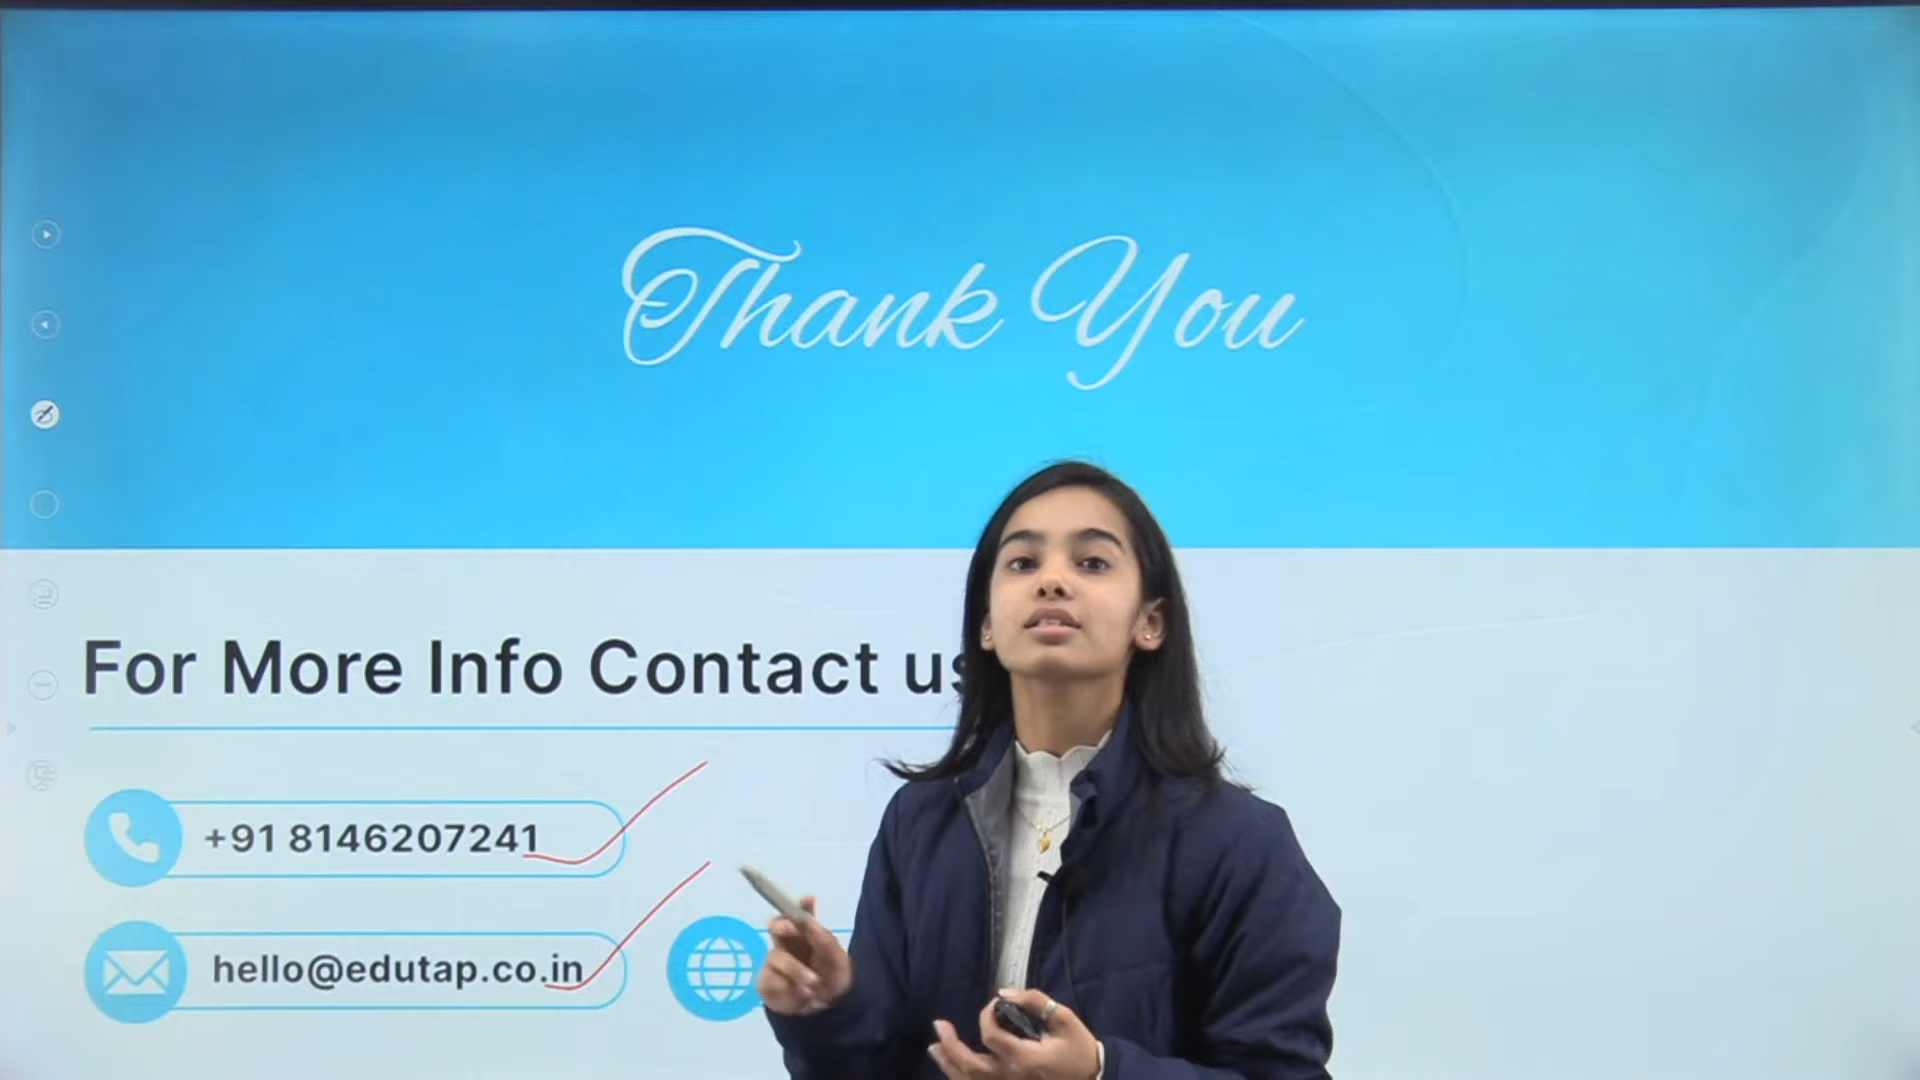 Thank You
For More Info Contact us
+91 8146207241
hello@edutap.co.in